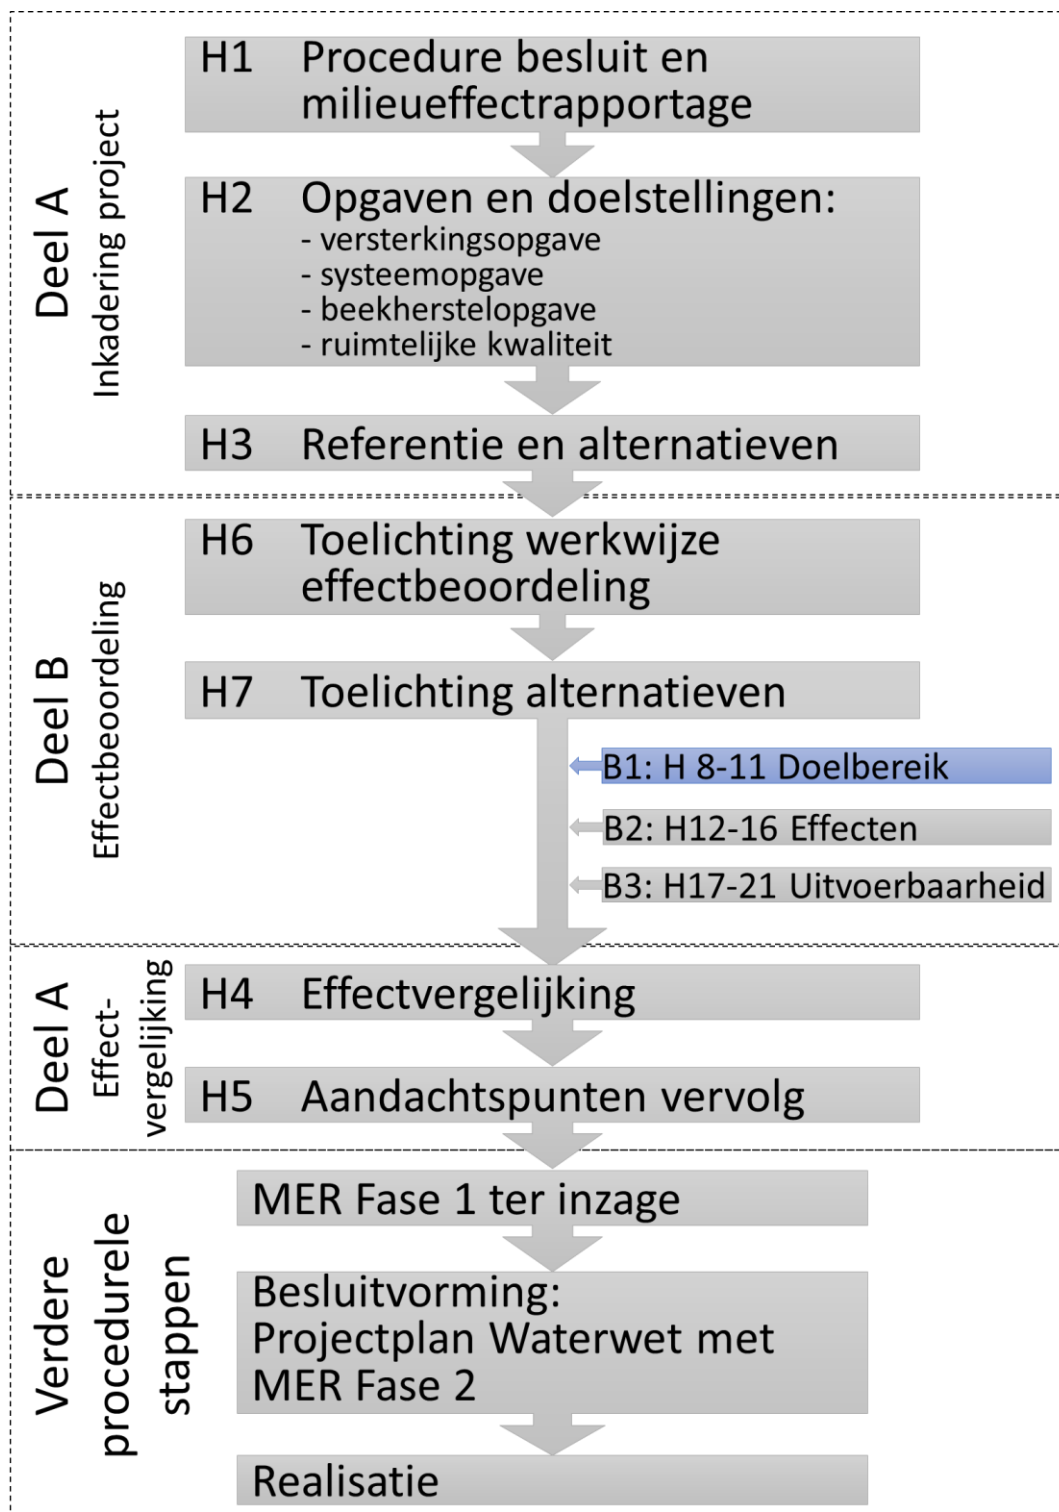 Deel A
Inkadering project
H1 Procedure besluit en
milieueffectrapportage
H2 Opgaven en doelstellingen:
- versterkingsopgave
- systeemopgave
- beekherstelopgave
- ruimtelijke kwaliteit
H3 Referentie en alternatieven
Deel B
Effectbeoordeling
H6 Toelichting werkwijze
effectbeoordeling
H7 Toelichting alternatieven
B1: H 8-11 Doelbereik
B2: H12-16 Effecten
B3: H17-21 Uitvoerbaarheid
Deel A
Effect-
vergelijking
H4 Effectvergelijking
H5 Aandachtspunten vervolg
Verdere
procedurele
stappen
MER Fase 1 ter inzage
Besluitvorming:
Projectplan Waterwet met
MER Fase 2
Realisatie